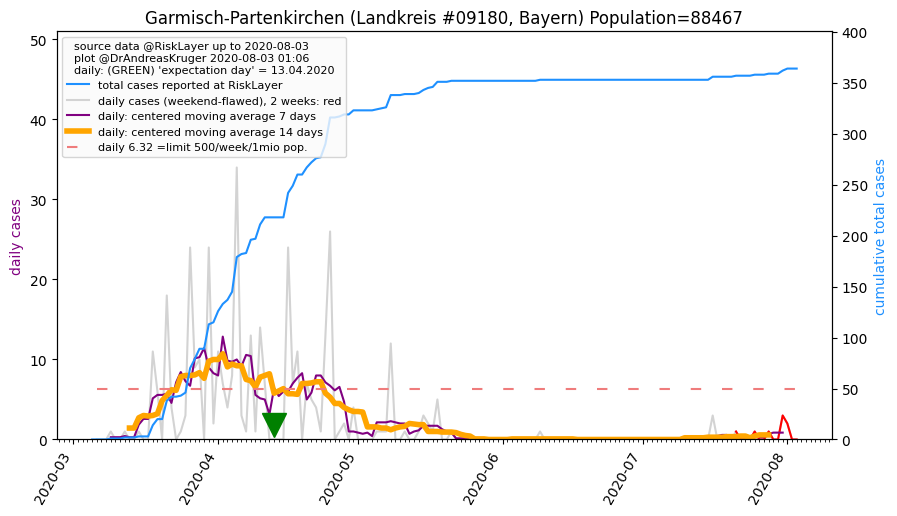 Garmisch-Partenkirchen (Landkreis #09180, Bayern) Population=88467
source data @RiskLayer up to 2020-08-03
plot @DrAndreasKruger 2020-08-03 01:06
daily: (GREEN) 'expectation day' = 13.04.2020
total cases reported at RiskLayer
daily cases (weekend-flawed), 2 weeks: red
daily: centered moving average 7 days
daily: centered moving average 14 days
daily 6.32 =limit 500/week/1mio pop.
daily cases
50
40
30
20
10
0
cumulative total cases
400
350
300
250
200
150
100
50
0
2020-03
2020-04
2020-05
2020-06
2020-07
2020-08